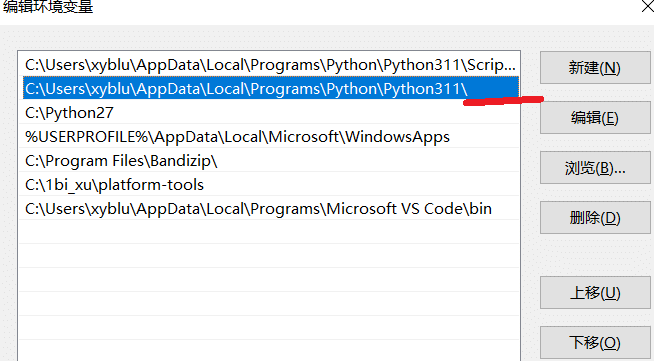 编辑环境变量
C:\Users\xyblu\AppData\Local\Programs\Python\Python311\Scrip...
C:\Users\xyblu\AppData\Local\Programs\Python\Python311\
C:\Python27
%USERPROFILE%\AppData\Local\Microsoft\WindowsApps
C:\Program Files\Bandizip\
C:\1bi_xu\platform-tools
C:\Users\xyblu\AppData\Local\Programs\Microsoft VS Code\bin
新建(N)
编辑(E)
浏览(B)...
删除(D)
上移(U)
下移(O)